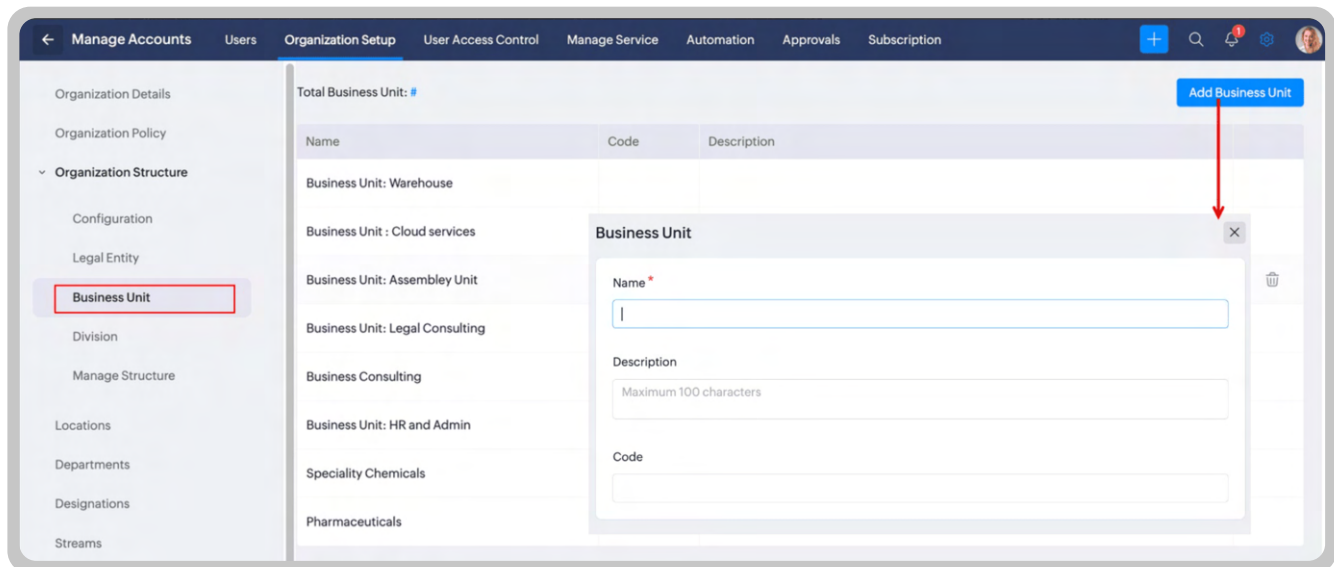 Manage Accounts Users Organization Setup User Access Control Manage Service Automation Approvals Subscription 1
Organization Details
Organization Policy
Organization Structure
Configuration
Legal Entity
Business Unit
Division
Manage Structure
Locations
Departments
Designations
Streams
Total Business Unit: #
Add Business Unit
Name Code Description
Business Unit: Warehouse
Business Unit : Cloud services
Business Unit: Assembley Unit
Business Unit: Legal Consulting
Business Consulting
Business Unit: HR and Admin
Speciality Chemicals
Pharmaceuticals
Business Unit
Name *
Description
Maximum 100 characters
Code